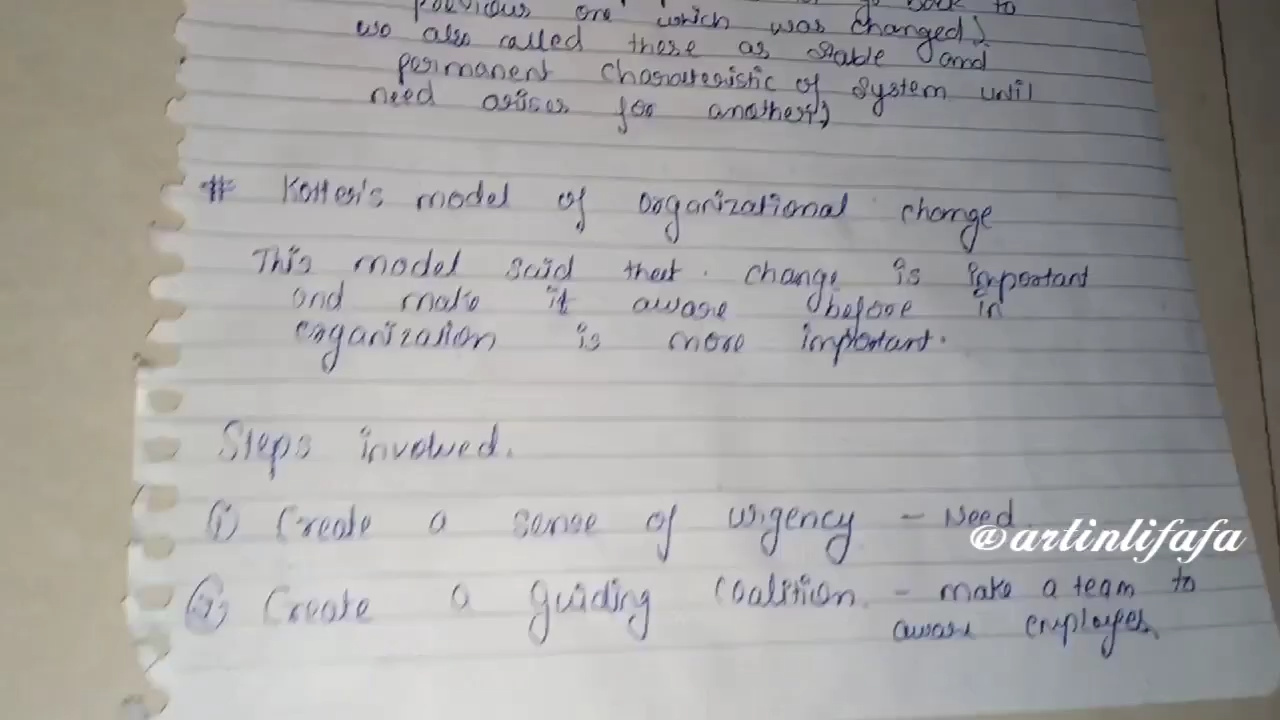 previous one which was changed)
we also called these as stable and
permanent characteristic of system until
need arises for another)
# Kotter's model of organizational change
This model said that change is important
and make it aware before in
organization is more important.
Steps involved.
i) Create a sense of urgency - Need
@artinlifafa
ii) Create a guiding coalition - make a team to
aware employes